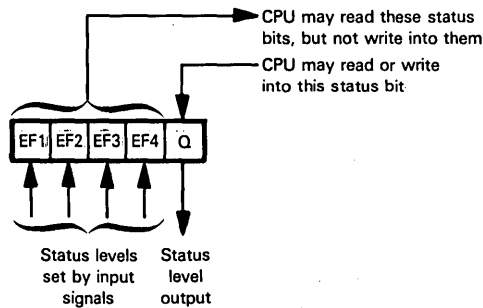 CPU may read these status
bits, but not write into them
CPU may read or write
into this status bit
EF1 EF2 EF3 EF4 Q
Status levels
set by input
signals
Status
level
output